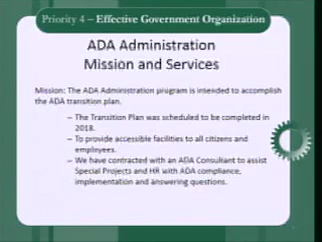 Priority 4 – Effective Government Organization
ADA Administration
Mission and Services
Mission: The ADA Administration program is intended to accomplish
the ADA transition plan.
– The Transition Plan was scheduled to be completed in
2018.
– To provide accessible facilities to all citizens and
employees.
– We have contracted with an ADA Consultant to assist
Special Projects and HR with ADA compliance,
implementation and answering questions.